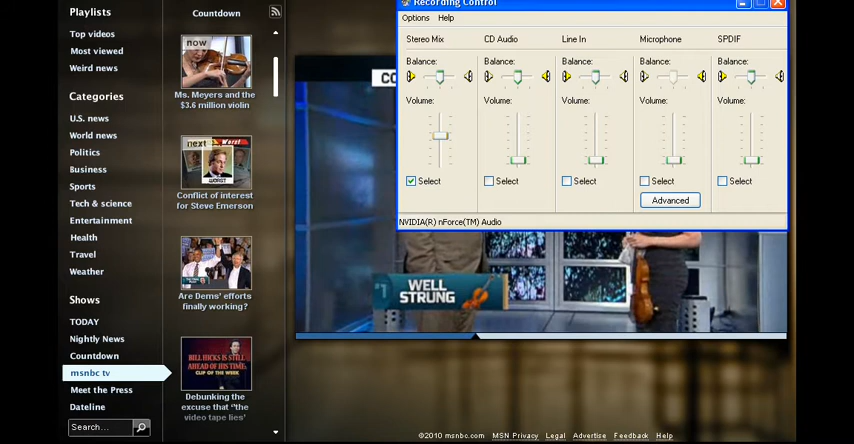 Playlists
Top videos
Most viewed
Weird news
Categories
U.S. news
World news
Politics
Business
Sports
Tech & science
Entertainment
Health
Travel
Weather
Shows
TODAY
Nightly News
Countdown
msnbc tv
Meet the Press
Dateline
Search...
Countdown
now
Ms. Meyers and the
$3.6 million violin
next
Worst
WORST
Conflict of interest
for Steve Emerson
Are Dems' efforts
finally working?
BILL HICKS IS STILL
AHEAD OF HIS TIME
CLIP OF THE WEEK
Debunking the
excuse that "the
video tape lies'
Recording Control
Options Help
Stereo Mix CD Audio Line In Microphone SPDIF
Balance: Balance: Balance: Balance: Balance:
Volume: Volume: Volume: Volume: Volume:
Select Select Select Select Select
Advanced
NVIDIA(R) nForce(TM) Audio
CO
#1 WELL
STRUNG
©2010 msnbc.com MSN Privacy Legal Advertise Feedback Help